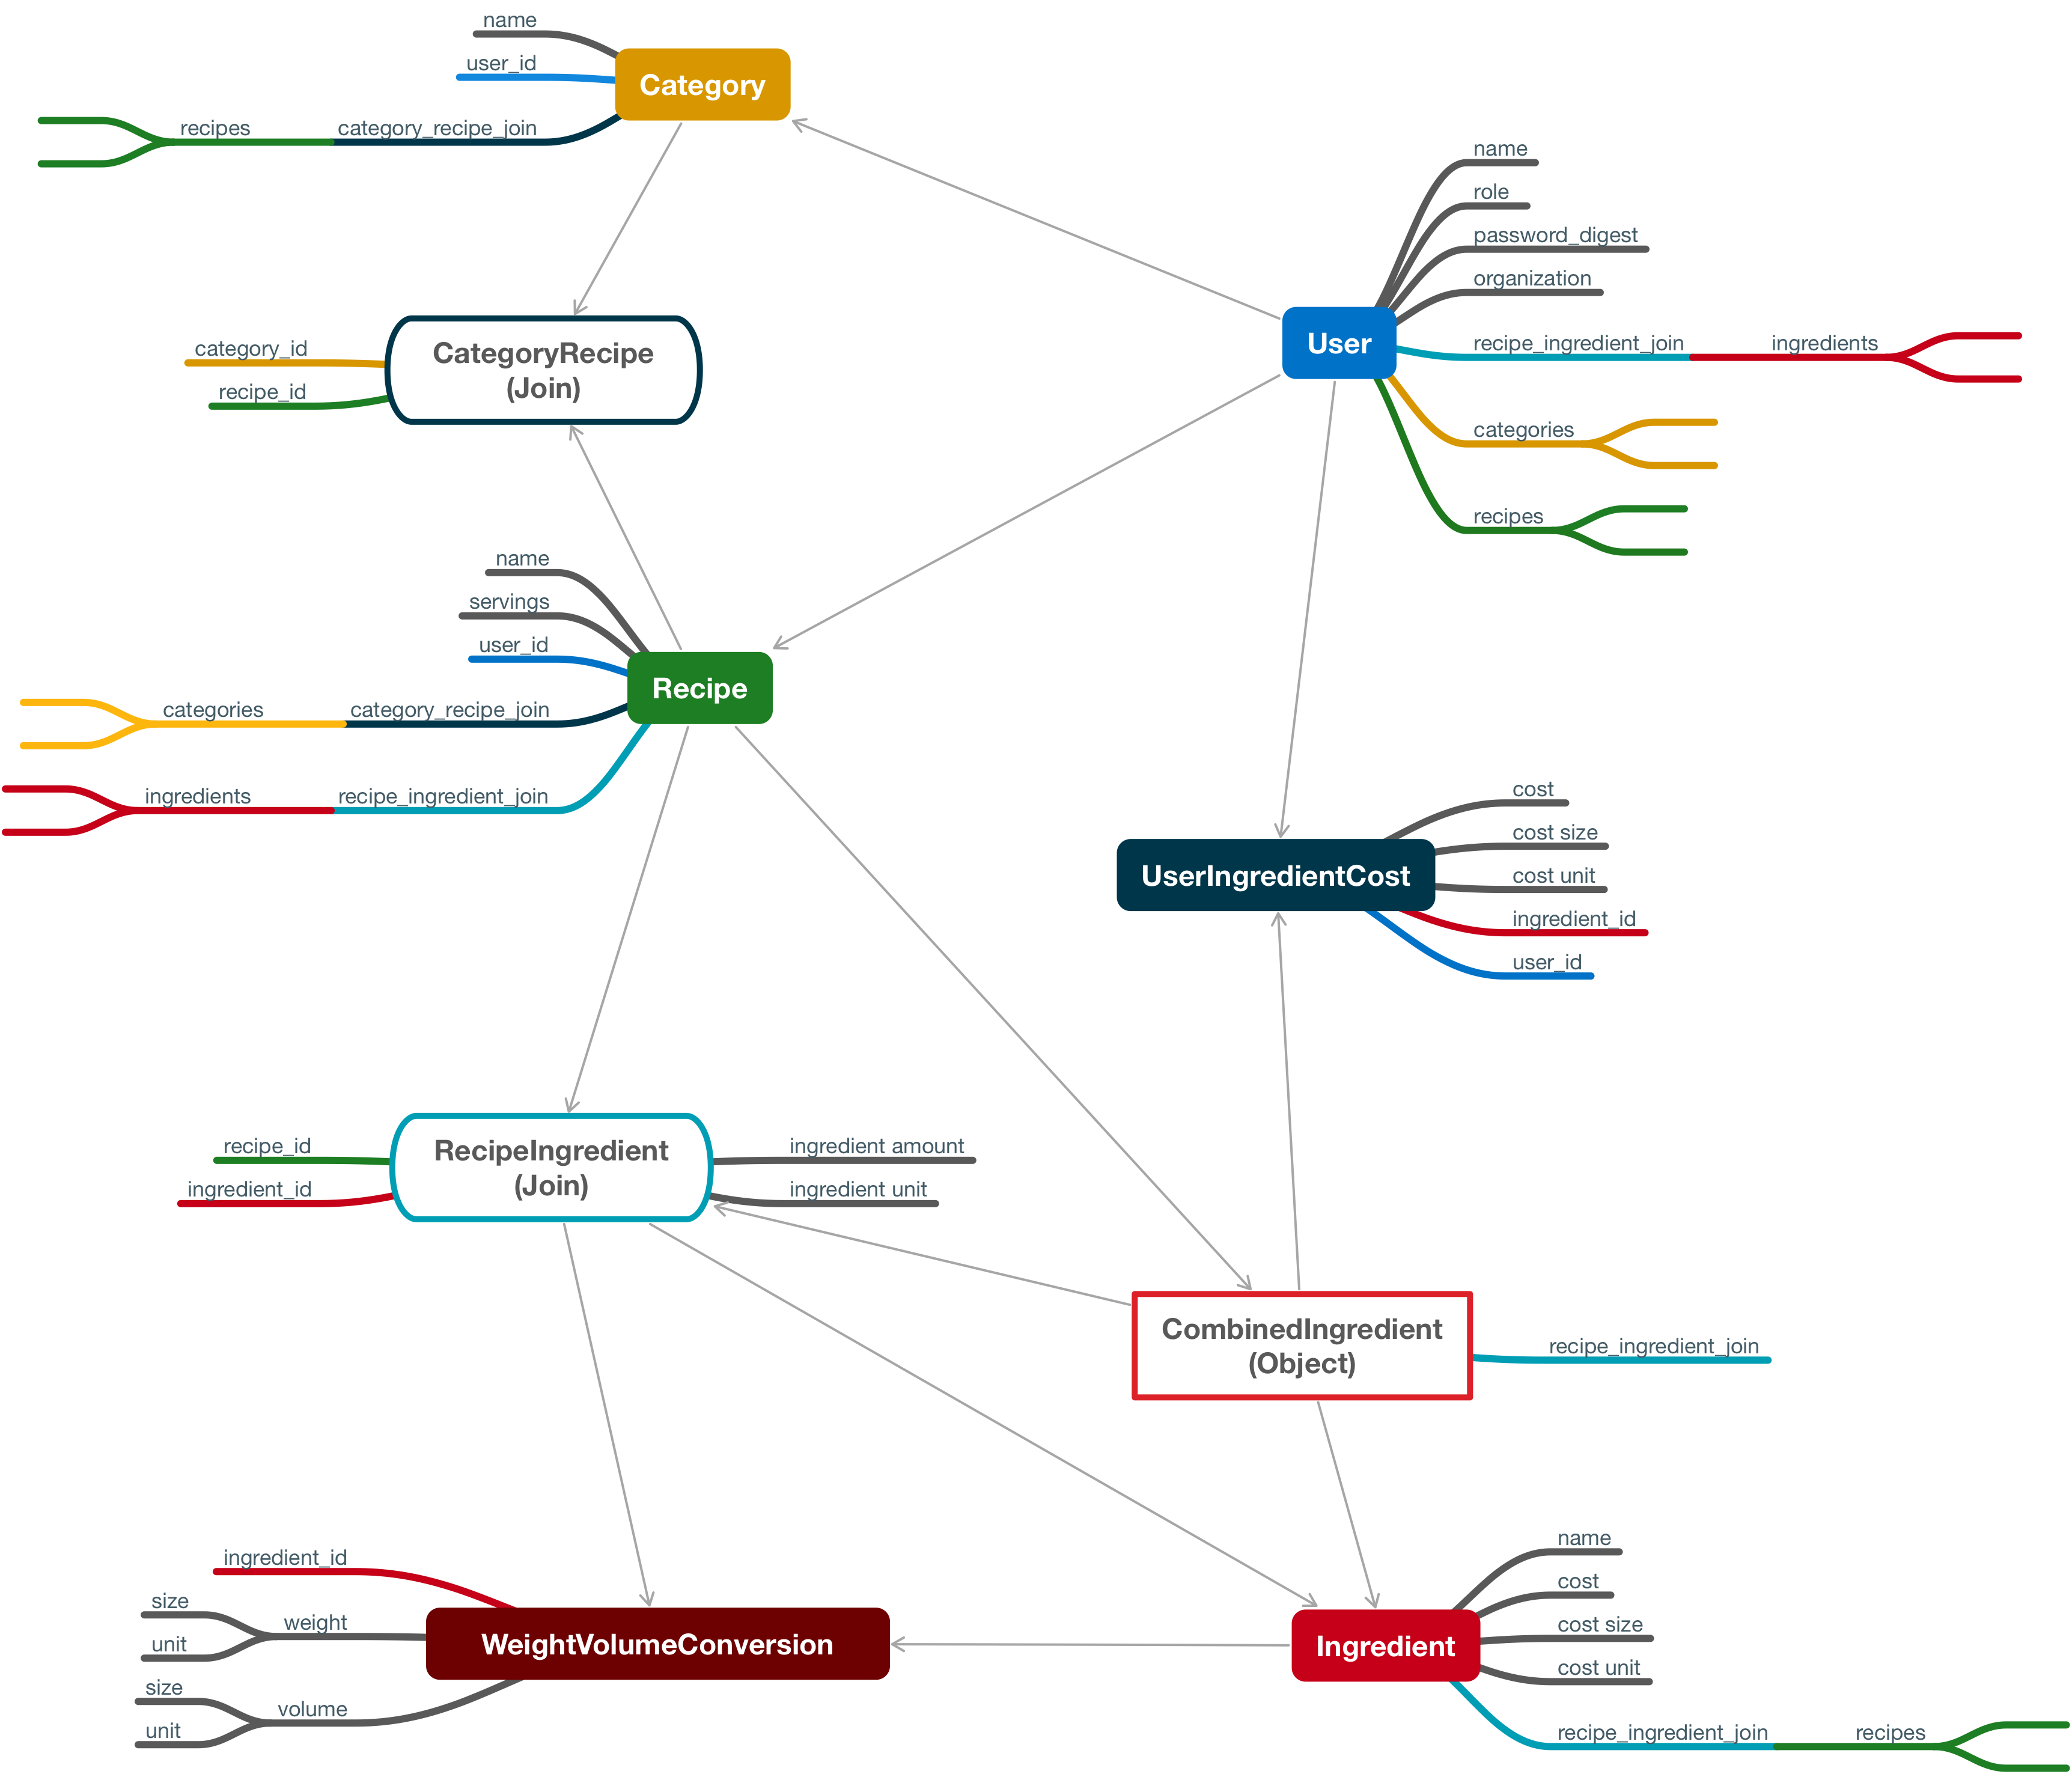 name
user_id
recipes
category_recipe_join
Category
name
role
password_digest
organization
recipe_ingredient_join
ingredients
categories
recipes
User
category_id
recipe_id
CategoryRecipe
(Join)
name
servings
user_id
categories
category_recipe_join
ingredients
recipe_ingredient_join
Recipe
cost
cost size
cost unit
ingredient_id
user_id
UserIngredientCost
recipe_id
ingredient_id
RecipeIngredient
(Join)
ingredient amount
ingredient unit
CombinedIngredient
(Object)
recipe_ingredient_join
ingredient_id
size
unit
weight
size
unit
volume
WeightVolumeConversion
Ingredient
name
cost
cost size
cost unit
recipe_ingredient_join
recipes